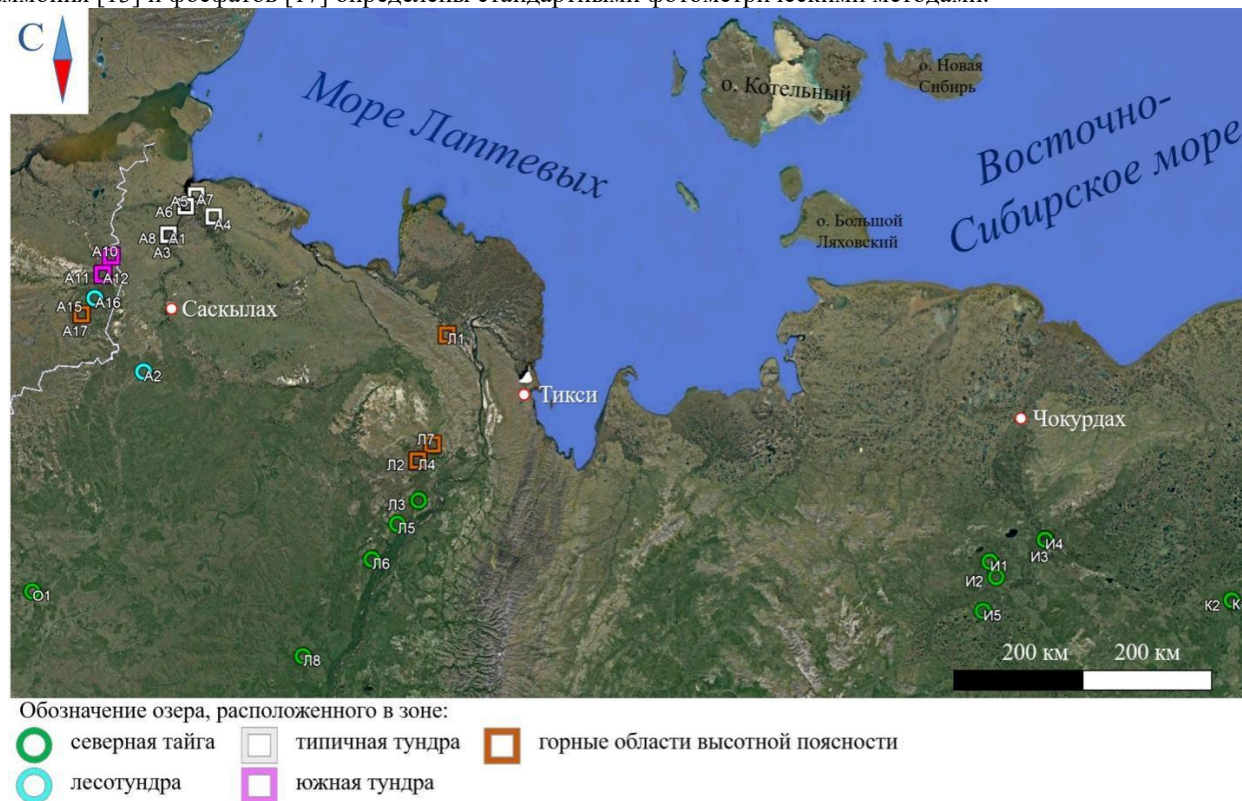 аммония [15] и фосфатов [17] определены стандартными фотометрическими методами.
С
Море Лаптевых
о. Котельный
о. Новая
Сибирь
Восточно-
Сибирское море
о. Большой
Ляховский
А5 А7
А6
А4
А8 А1
А3
А10
А11 А12
А16
А15
А17
Саскылах
А2
Л1
Тикси
Чокурдах
Л7
Л2 Л4
Л3
Л5
Л6
Л8
О1
И4
И3
И1
И2
И5
К2 К
200 км 200 км
Обозначение озера, расположенного в зоне:
северная тайга типичная тундра горные области высотной поясности
лесотундра южная тундра